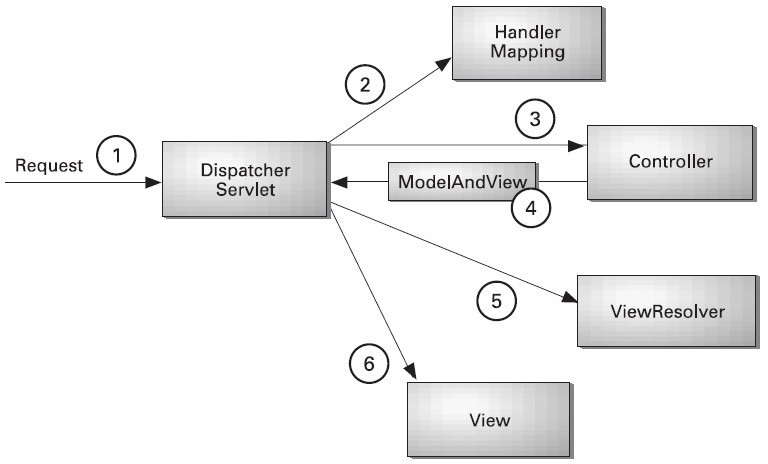 Handler
Mapping
2
3
1
Request
Dispatcher
Servlet
Controller
ModelAndView
4
5
ViewResolver
6
View